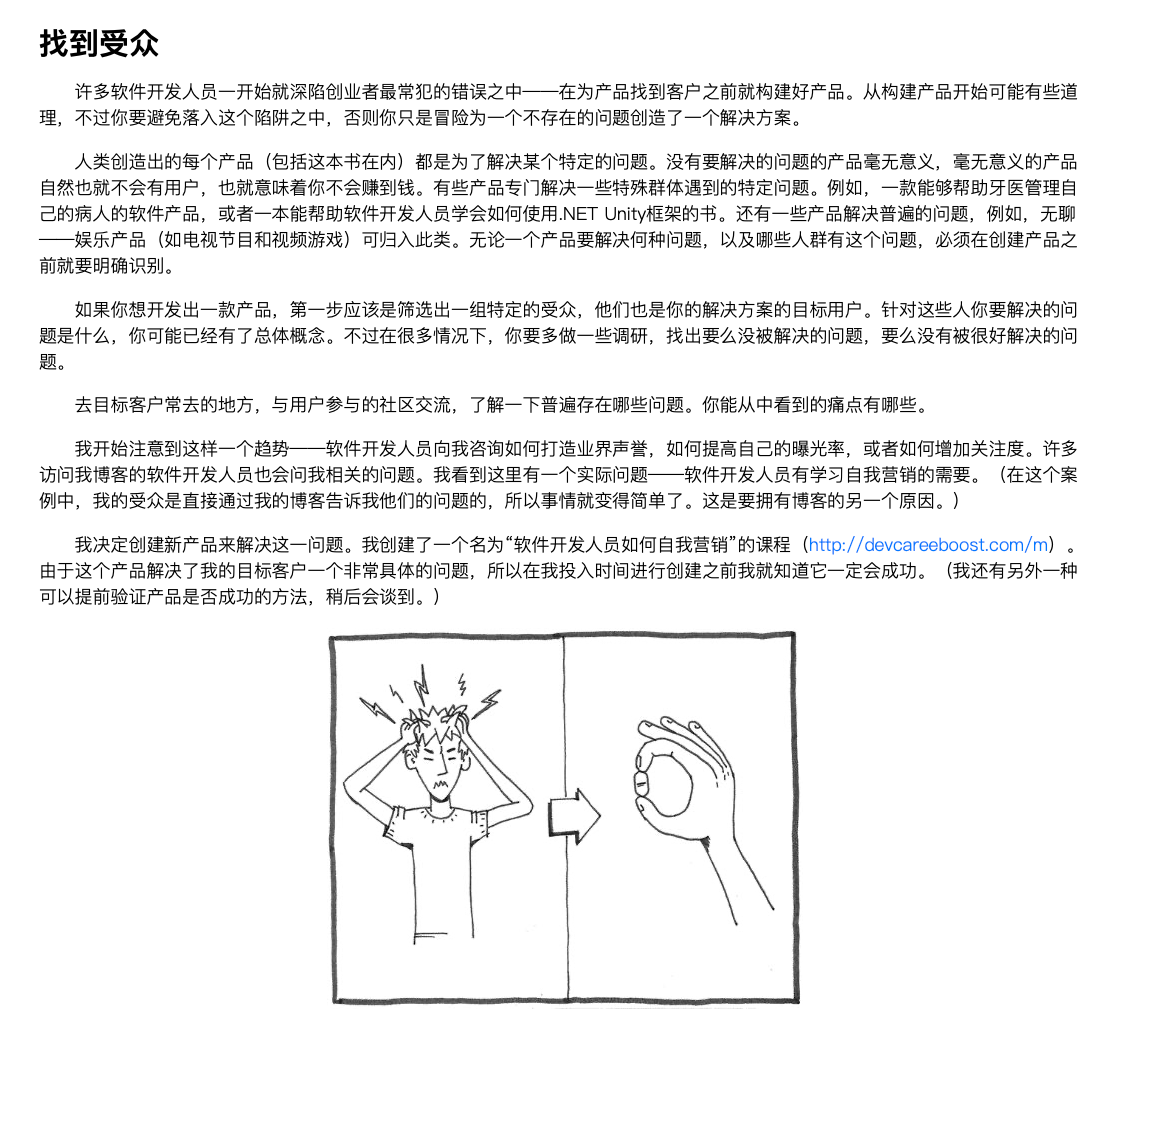 找到受众
许多软件开发人员一开始就深陷创业者最常犯的错误之中——在为产品找到客户之前就构建好产品。从构建产品开始可能有些道
理，不过你要避免落入这个陷阱之中，否则你只是冒险为一个不存在的问题创造了一个解决方案。
人类创造出的每个产品（包括这本书在内）都是为了解决某个特定的问题。没有要解决的问题的产品毫无意义，毫无意义的产品
自然也就不会有用户，也就意味着你不会赚到钱。有些产品专门解决一些特殊群体遇到的特定问题。例如，一款能够帮助牙医管理自
己的病人的软件产品，或者一本能帮助软件开发人员学会如何使用.NET Unity框架的书。还有一些产品解决普遍的问题，例如，无聊
——娱乐产品（如电视节目和视频游戏）可归入此类。无论一个产品要解决何种问题，以及哪些人群有这个问题，必须在创建产品之
前就要明确识别。
如果你想开发出一款产品，第一步应该是筛选出一组特定的受众，他们也是你的解决方案的目标用户。针对这些人你要解决的问
题是什么，你可能已经有了总体概念。不过在很多情况下，你要多做一些调研，找出要么没被解决的问题，要么没有被很好解决的问
题。
去目标客户常去的地方，与用户参与的社区交流，了解一下普遍存在哪些问题。你能从中看到的痛点有哪些。
我开始注意到这样一个趋势——软件开发人员向我咨询如何打造业界声誉，如何提高自己的曝光率，或者如何增加关注度。许多
访问我博客的软件开发人员也会问我相关的问题。我看到这里有一个实际问题——软件开发人员有学习自我营销的需要。（在这个案
例中，我的受众是直接通过我的博客告诉我他们的问题的，所以事情就变得简单了。这是要拥有博客的另一个原因。）
我决定创建新产品来解决这一问题。我创建了一个名为“软件开发人员如何自我营销”的课程（http://devcareeboost.com/m）。
由于这个产品解决了我的目标客户一个非常具体的问题，所以在我投入时间进行创建之前我就知道它一定会成功。（我还有另外一种
可以提前验证产品是否成功的方法，稍后会谈到。）